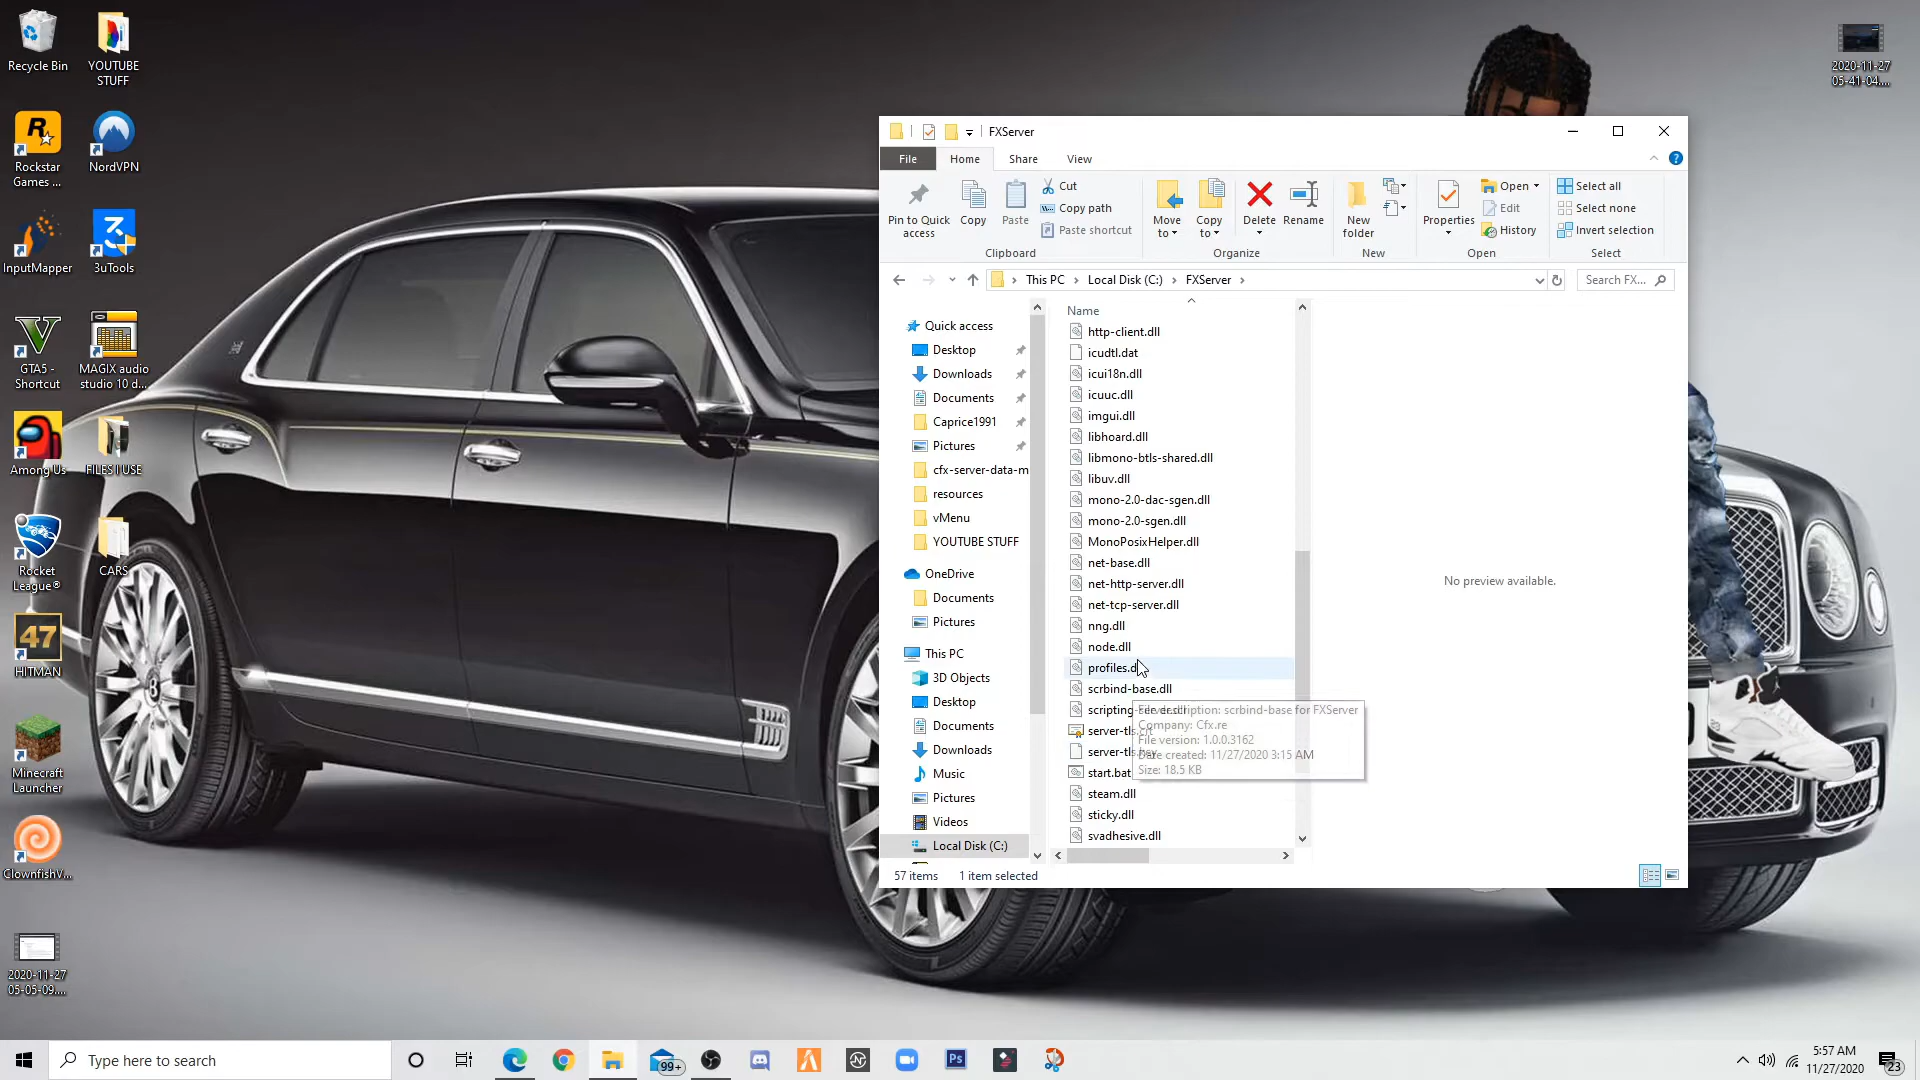 Recycle Bin
YOUTUBE
STUFF
Rockstar
Games ...
NordVPN
InputMapper
3uTools
GTA5 -
Shortcut
MAGIX audio
studio 10 d...
Among Us
FILES I USE
Rocket
League®
CARS
47
HITMAN
Minecraft
Launcher
ClownfishV...
2020-11-27
05-05-09....
2020-11-27
05-41-04....
FXServer
File
Home
Share
View
Pin to Quick
access
Copy
Paste
Cut
Copy path
Paste shortcut
Clipboard
Move
to
Copy
to
Delete
Rename
Organize
New
folder
New
Properties
Open
Edit
History
Open
Select all
Select none
Invert selection
Select
This PC
Local Disk (C:)
FXServer
Search FX...
Quick access
Desktop
Downloads
Documents
Caprice1991
Pictures
cfx-server-data-m
resources
vMenu
YOUTUBE STUFF
OneDrive
Documents
Pictures
This PC
3D Objects
Desktop
Documents
Downloads
Music
Pictures
Videos
Local Disk (C:)
Name
http-client.dll
icudtl.dat
icui18n.dll
icuuc.dll
imgui.dll
libhoard.dll
libmono-btls-shared.dll
libuv.dll
mono-2.0-dac-sgen.dll
mono-2.0-sgen.dll
MonoPosixHelper.dll
net-base.dll
net-http-server.dll
net-tcp-server.dll
nng.dll
node.dll
profiles.d
scrbind-base.dll
scripting-
server-tls
server-tls
start.bat
steam.dll
sticky.dll
svadhesive.dll
scrbind-base for FXServer
Company: Cfx.re
File version: 1.0.0.3162
Date created: 11/27/2020 3:15 AM
Size: 18.5 KB
No preview available.
57 items
1 item selected
Type here to search
99+
Ps
5:57 AM
11/27/2020
23